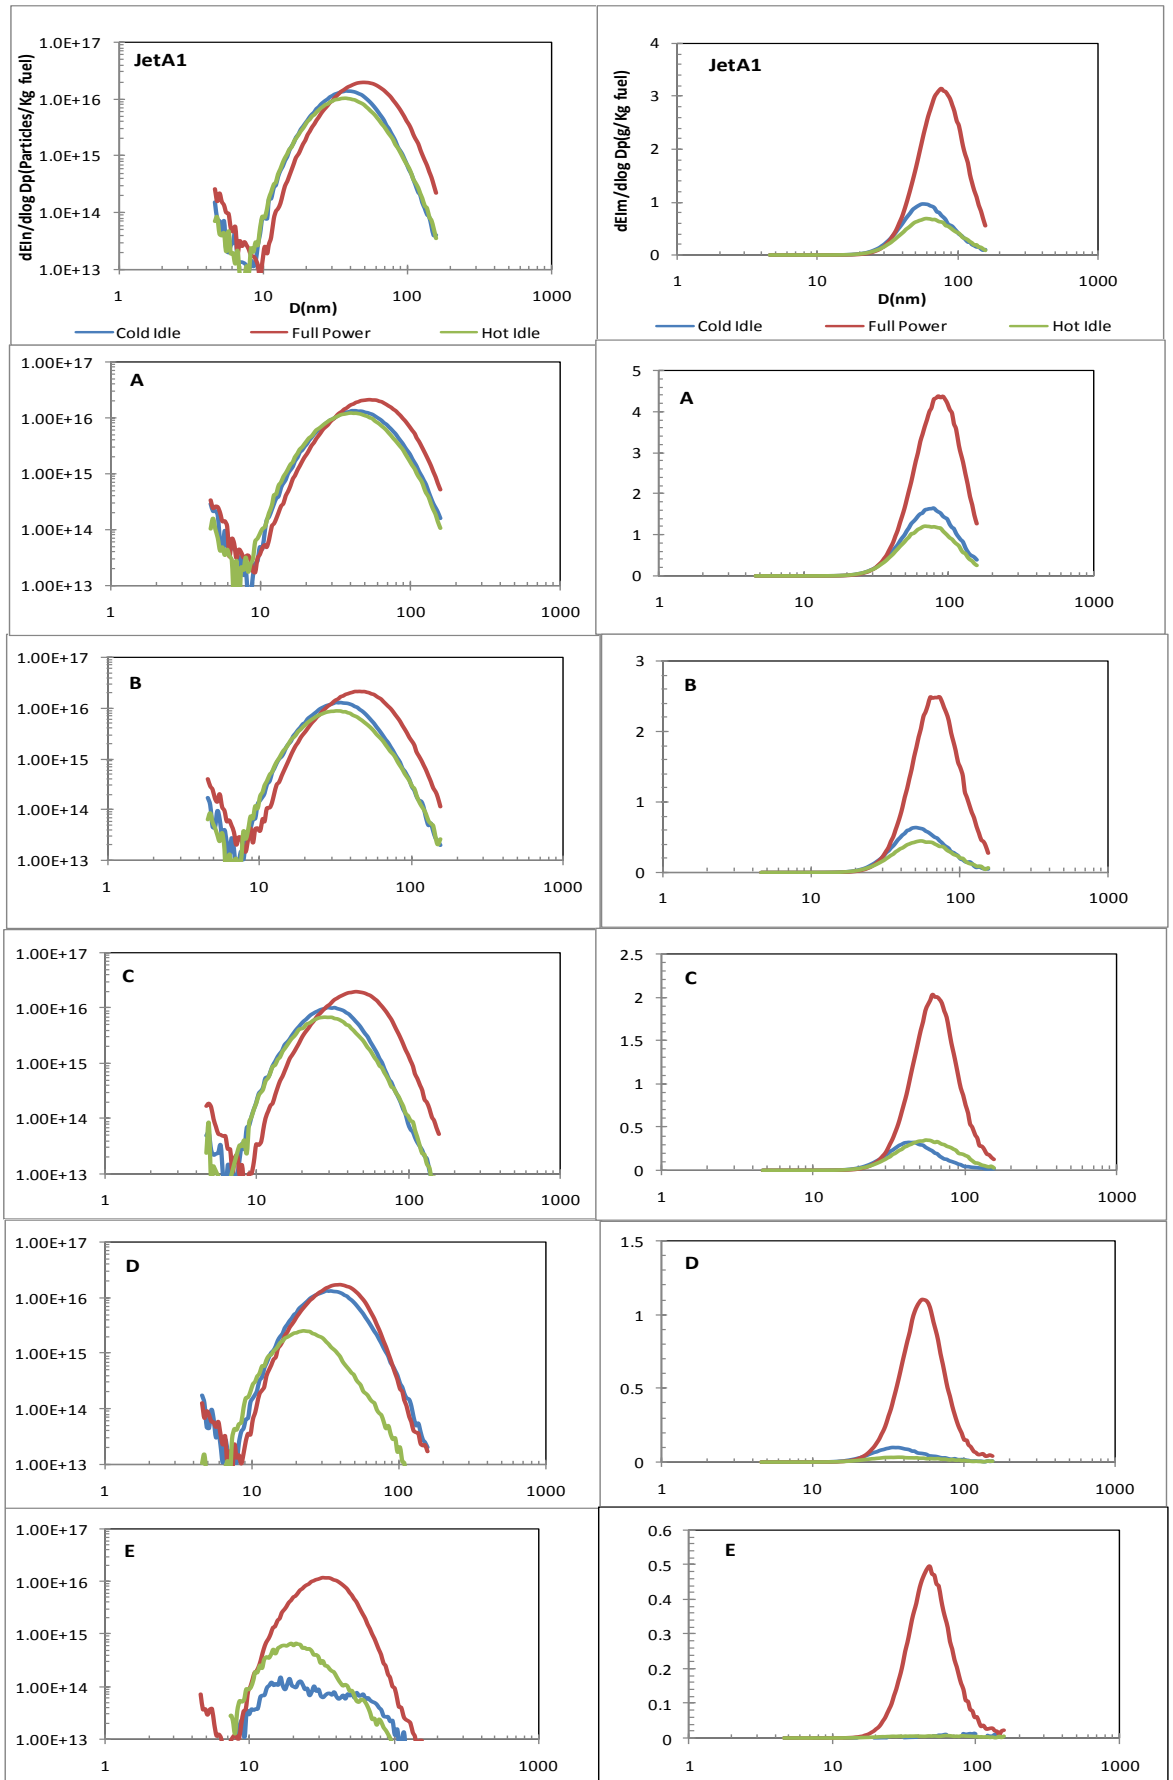 dEIn/dlog Dp(Particles/Kg fuel)
1.0E+17
1.0E+16
1.0E+15
1.0E+14
1.0E+13
JetA1
1 10 100 1000
D(nm)
Cold Idle Full Power Hot Idle
dEIm/dlog Dp(g/Kg fuel)
4
3
2
1
0
JetA1
1 10 100 1000
D(nm)
Cold Idle Full Power Hot Idle
1.00E+17
1.00E+16
1.00E+15
1.00E+14
1.00E+13
A
1 10 100 1000
5
4
3
2
1
0
A
1 10 100 1000
1.00E+17
1.00E+16
1.00E+15
1.00E+14
1.00E+13
B
1 10 100 1000
3
2
1
0
B
1 10 100 1000
1.00E+17
1.00E+16
1.00E+15
1.00E+14
1.00E+13
C
1 10 100 1000
2.5
2
1.5
1
0.5
0
C
1 10 100 1000
1.00E+17
1.00E+16
1.00E+15
1.00E+14
1.00E+13
D
1 10 100 1000
1.5
1
0.5
0
D
1 10 100 1000
1.00E+17
1.00E+16
1.00E+15
1.00E+14
1.00E+13
E
1 10 100 1000
0.6
0.5
0.4
0.3
0.2
0.1
0
E
1 10 100 1000